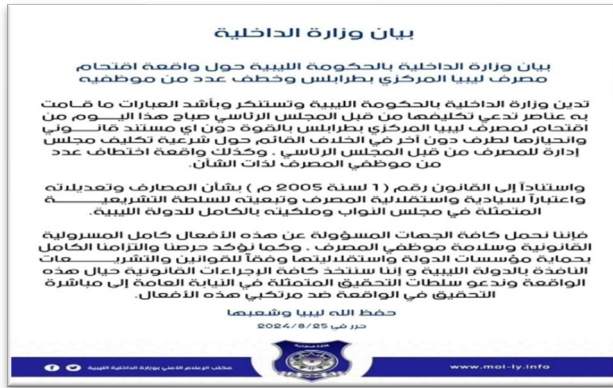 بيان وزارة الداخلية
بيان وزارة الداخلية بالحكومة الليبية حول واقعة اقتحام
مصرف ليبيا المركزي بطرابلس وخطف عدد من موظفيه
تدين وزارة الداخلية بالحكومة الليبية وتستنكر وبأشد العبارات ما قامت
به عناصر تدعي تكليفها من قبل المجلس الرئاسي صباح هذا اليوم من
اقتحام لمصرف ليبيا المركزي بطرابلس بالقوة دون اي مستند قانوني
وانحيازها لطرف دون آخر في الخلاف القائم حول شرعية تكليف مجلس
إدارة للمصرف من قبل المجلس الرئاسي . وكذلك واقعة اختطاف عدد
من موظفي المصرف لذات الشأن.
واستناداً إلى القانون رقم (1 لسنة 2005 م ) بشأن المصارف وتعديلاته
واعتباراً لسيادية واستقلالية المصرف وتبعيته للسلطة التشريعية
المتمثلة في مجلس النواب وملكيته بالكامل للدولة الليبية.
فإننا نحمل كافة الجهات المسؤولة عن هذه الأفعال كامل المسرولية
القانونية وسلامة موظفي المصرف . وكما نؤكد حرصنا والتزامنا الكامل
بحماية مؤسسات الدولة واستقلاليتها وفقاً للقوانين والتشريعات
النافذة بالدولة الليبية و إننا سنتخذ كافة الإجراءات القانونية حيال هذه
الواقعة وندعو سلطات التحقيق المتمثلة في النيابة العامة إلى مباشرة
التحقيق في الواقعة ضد مرتكبي هذه الأفعال.
حفظ الله ليبيا وشعبها
حرر في 2024/8/25
مكتب الإعلام الأمني بوزارة الداخلية الليبية
www.moi-ly.info